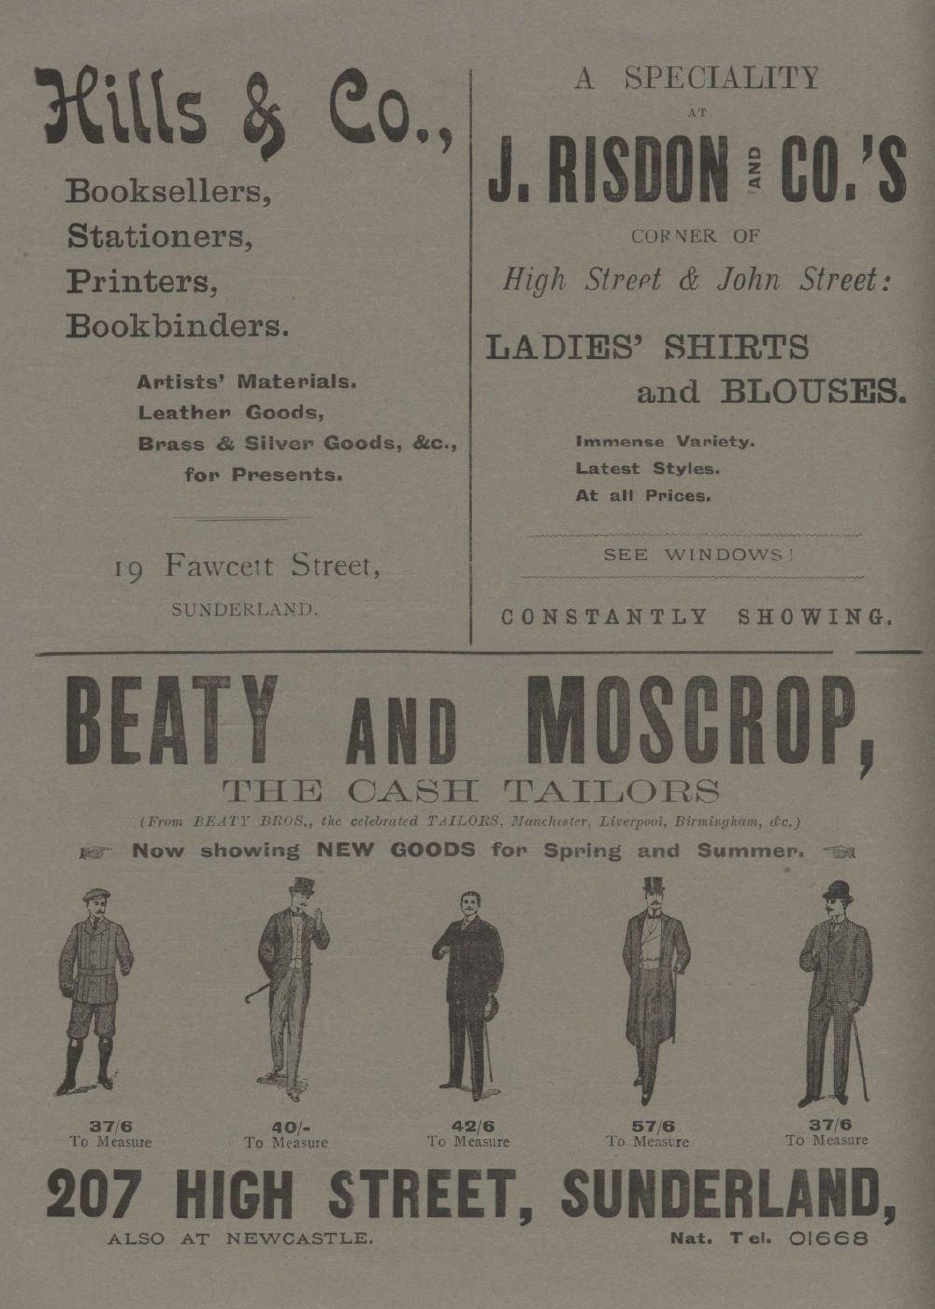 Hills & Co.,
Booksellers,
Stationers,
Printers,
Bookbinders.
Artists' Materials.
Leather Goods,
Brass & Silver Goods, &c.,
for Presents.
19 Fawcett Street,
SUNDERLAND.
A SPECIALITY
AT
J. RISDON AND CO.'S
CORNER OF
High Street & John Street:
LADIES' SHIRTS
and BLOUSES.
Immense Variety.
Latest Styles.
At all Prices.
SEE WINDOWS!
CONSTANTLY SHOWING.
BEATY AND MOSCROP,
THE CASH TAILORS
(From BEATY BROS., the celebrated TAILORS, Manchester, Liverpool, Birmingham, &c.)
Now showing NEW GOODS for Spring and Summer.
37/6 40/- 42/6 57/6 37/6
To Measure To Measure To Measure To Measure To Measure
207 HIGH STREET, SUNDERLAND,
ALSO AT NEWCASTLE. Nat. Tel. 01668